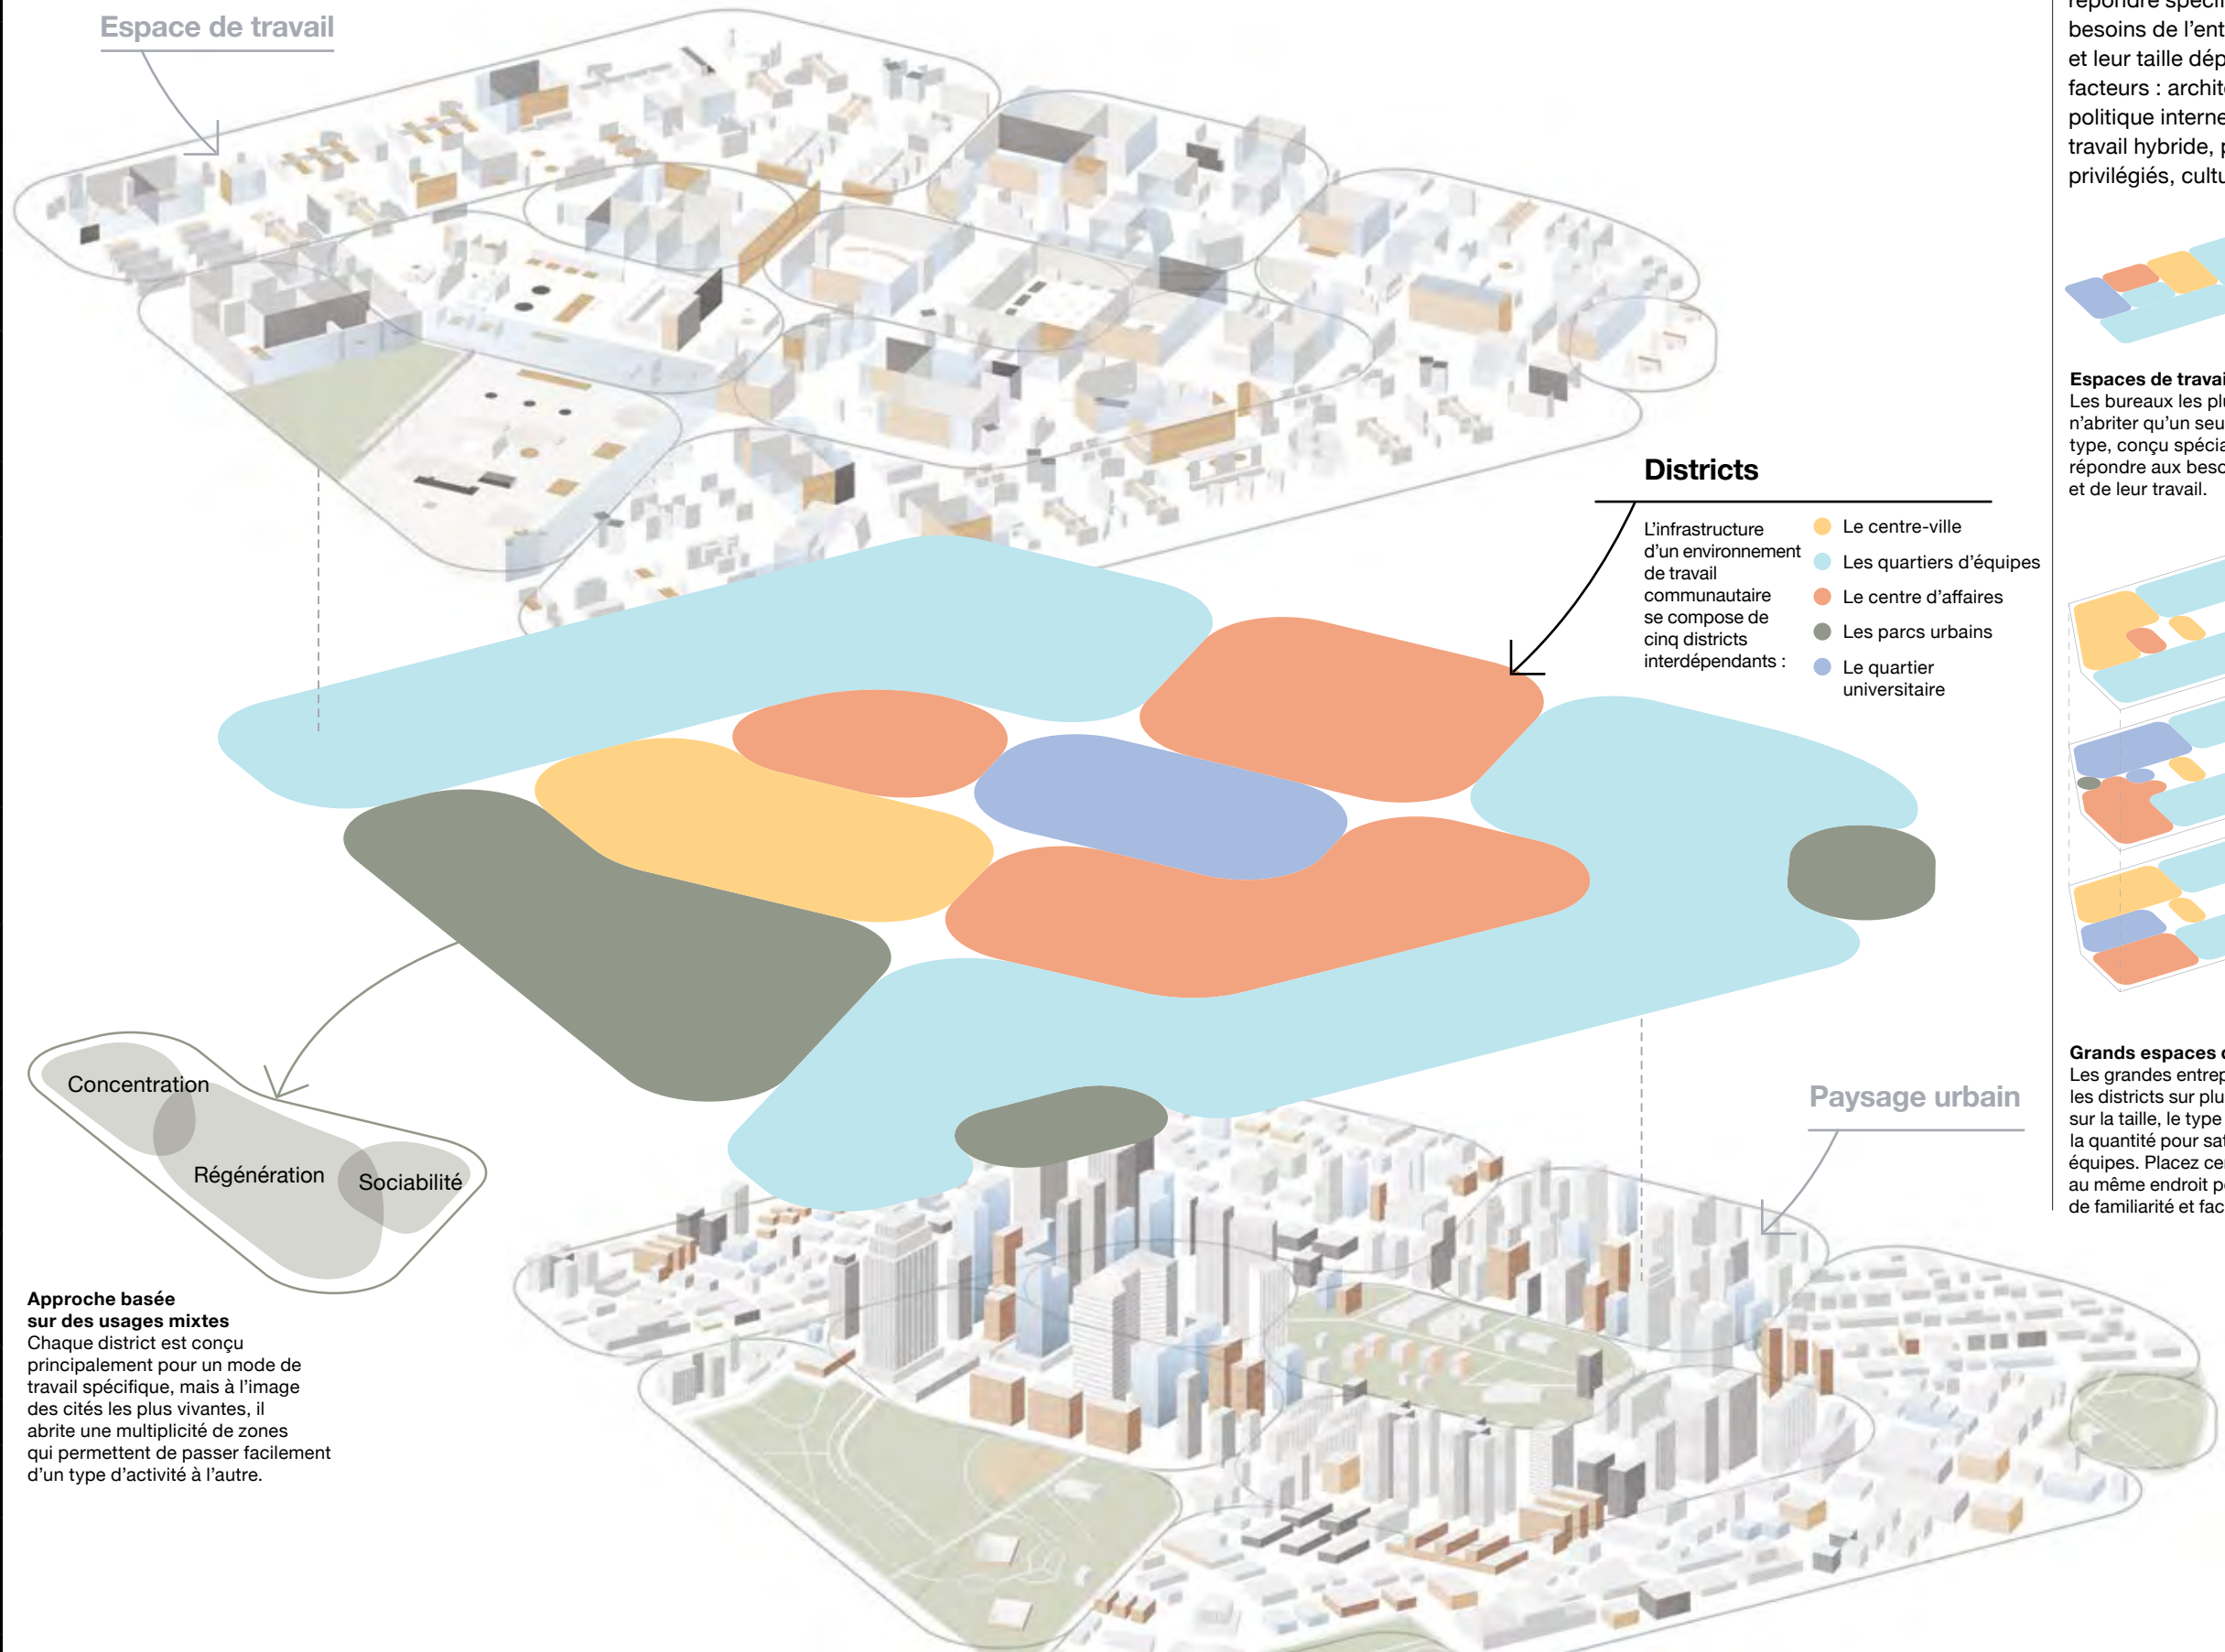 Espace de travail
besoins de l'ent
et leur taille dép
facteurs : archit
politique interne
travail hybride, p
privilégiés, cultu
Espaces de travai
Les bureaux les plu
n'abriter qu'un seu
type, conçu spécia
répondre aux beso
et de leur travail.
Districts
L'infrastructure
d'un environnement
de travail
communautaire
se compose de
cinq districts
interdépendants :
Le centre-ville
Les quartiers d'équipes
Le centre d'affaires
Les parcs urbains
Le quartier
universitaire
Concentration
Régénération
Sociabilité
Approche basée
sur des usages mixtes
Chaque district est conçu
principalement pour un mode de
travail spécifique, mais à l'image
des cités les plus vivantes, il
abrite une multiplicité de zones
qui permettent de passer facilement
d'un type d'activité à l'autre.
Paysage urbain
Grands espaces
Les grandes entrep
les districts sur plu
sur la taille, le type
la quantité pour sat
équipes. Placez cer
au même endroit p
de familiarité et fac